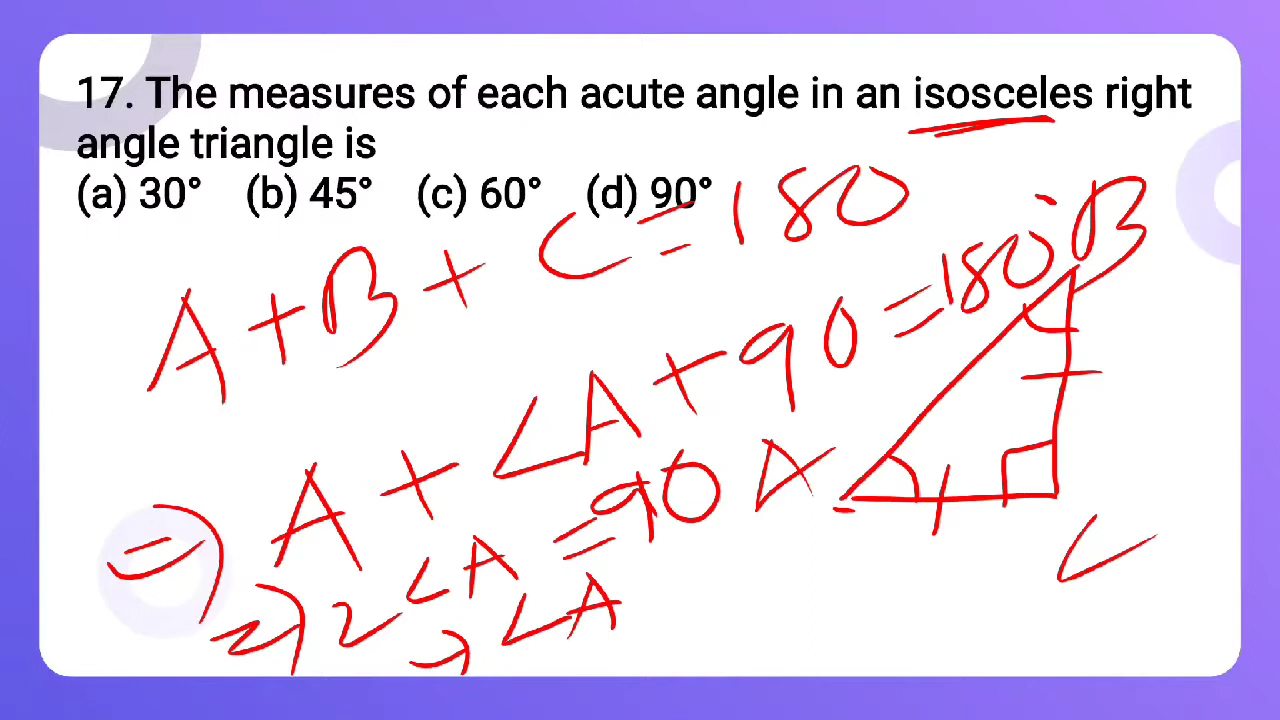 17. The measures of each acute angle in an isosceles right
angle triangle is
(a) 30° (b) 45° (c) 60° (d) 90°
A + B + C = 180
A + ∠A + 90 = 180°
⇒ 2∠A = 90
⇒ ∠A
B
A
C